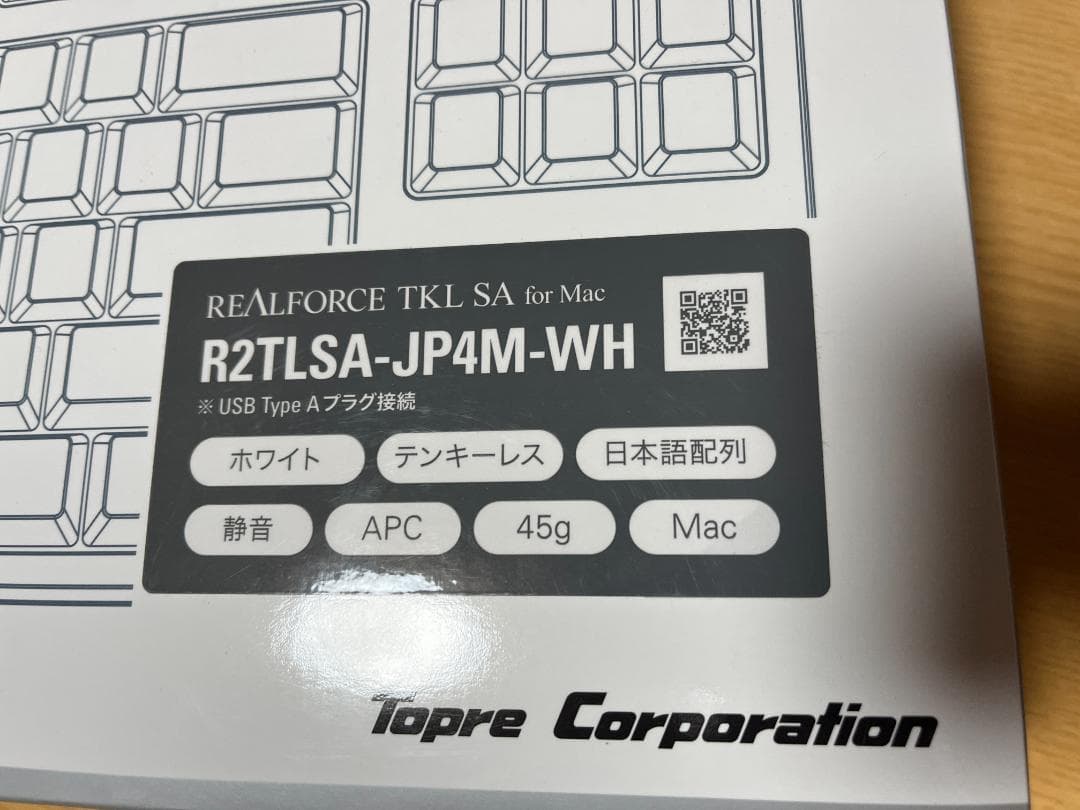 REALFORCE TKL SA for Mac
R2TLSA-JP4M-WH
※ USB Type Aプラグ接続
ホワイト テンキーレス 日本語配列
静音 APC 45g Mac
Topre Corporation